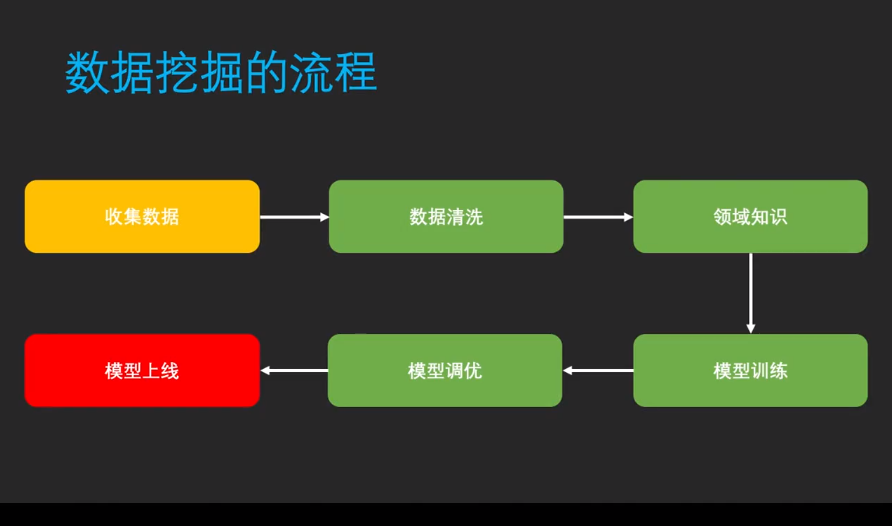 数据挖掘的流程
收集数据
数据清洗
领域知识
模型训练
模型调优
模型上线